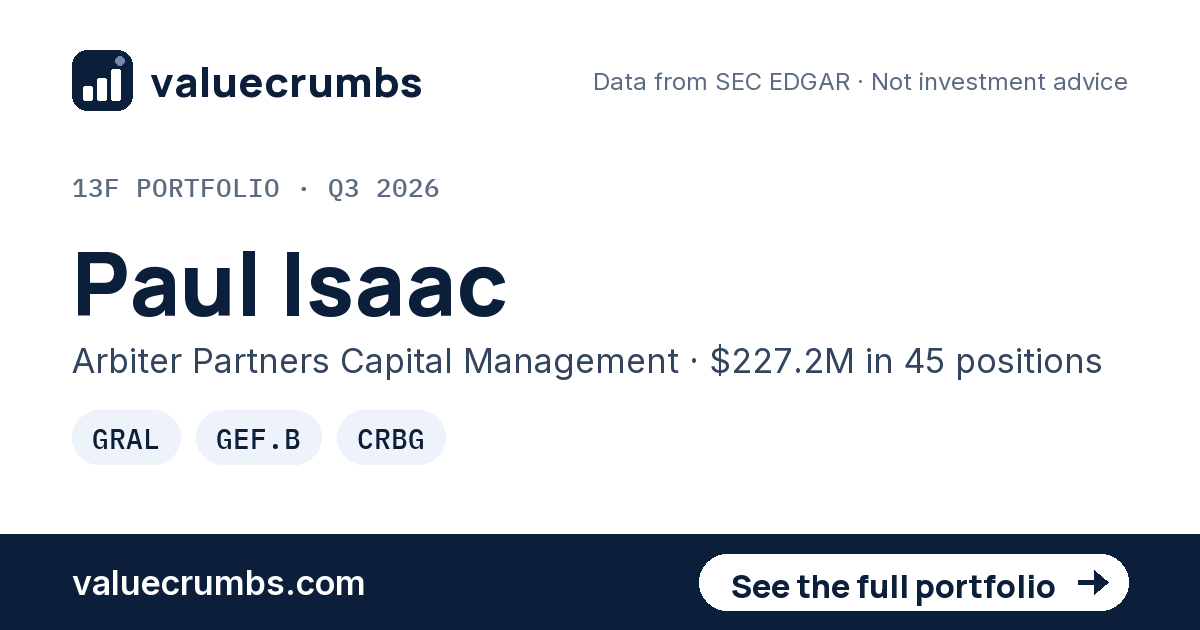 valuecrumbs
Data from SEC EDGAR · Not investment advice
13F PORTFOLIO · Q3 2026
Paul Isaac
Arbiter Partners Capital Management · $227.2M in 45 positions
GRAL GEF.B CRBG
valuecrumbs.com
See the full portfolio →